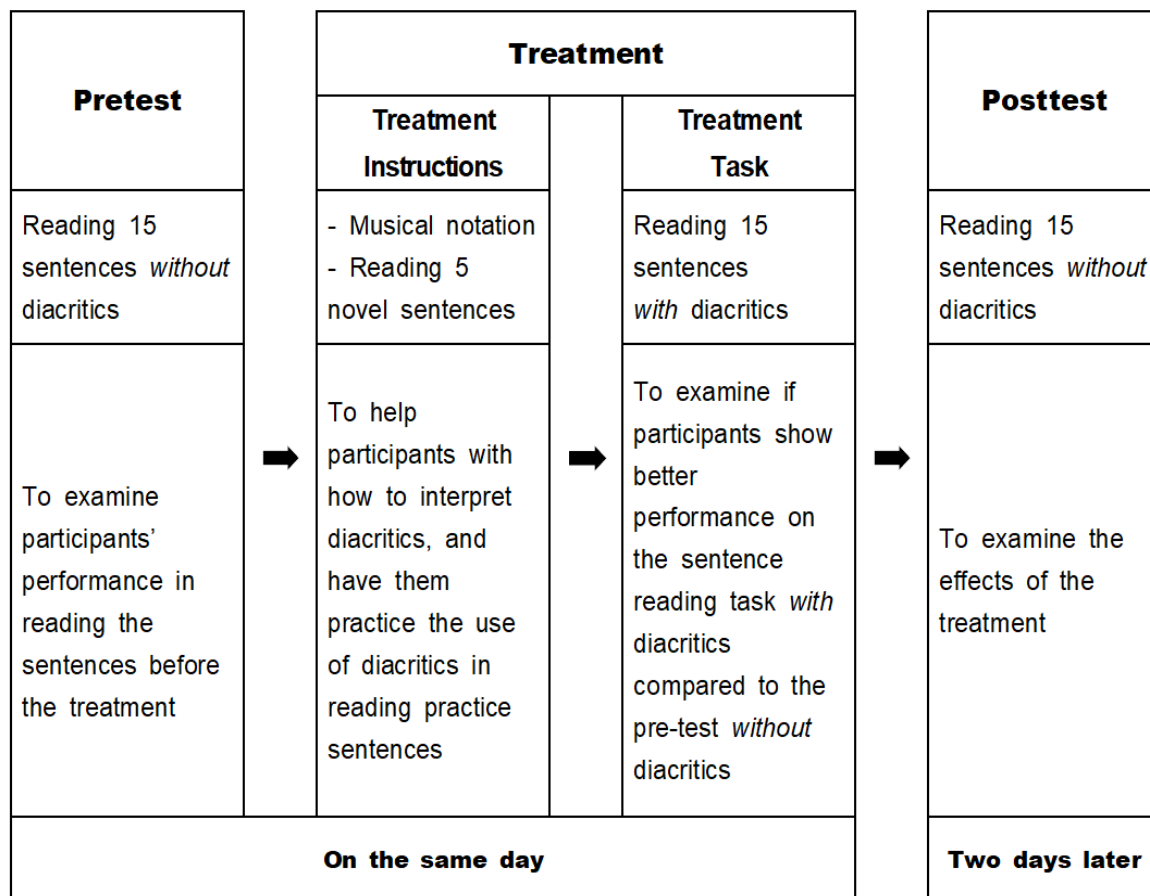 Pretest
Treatment
Treatment
Instructions
Treatment
Task
Posttest
Reading 15
sentences without
diacritics
- Musical notation
- Reading 5
novel sentences
Reading 15
sentences
with diacritics
Reading 15
sentences without
diacritics
To examine
participants’
performance in
reading the
sentences before
the treatment
To help
participants with
how to interpret
diacritics, and
have them
practice the use
of diacritics in
reading practice
sentences
To examine if
participants show
better
performance on
the sentence
reading task with
diacritics
compared to the
pre-test without
diacritics
To examine the
effects of the
treatment
On the same day
Two days later